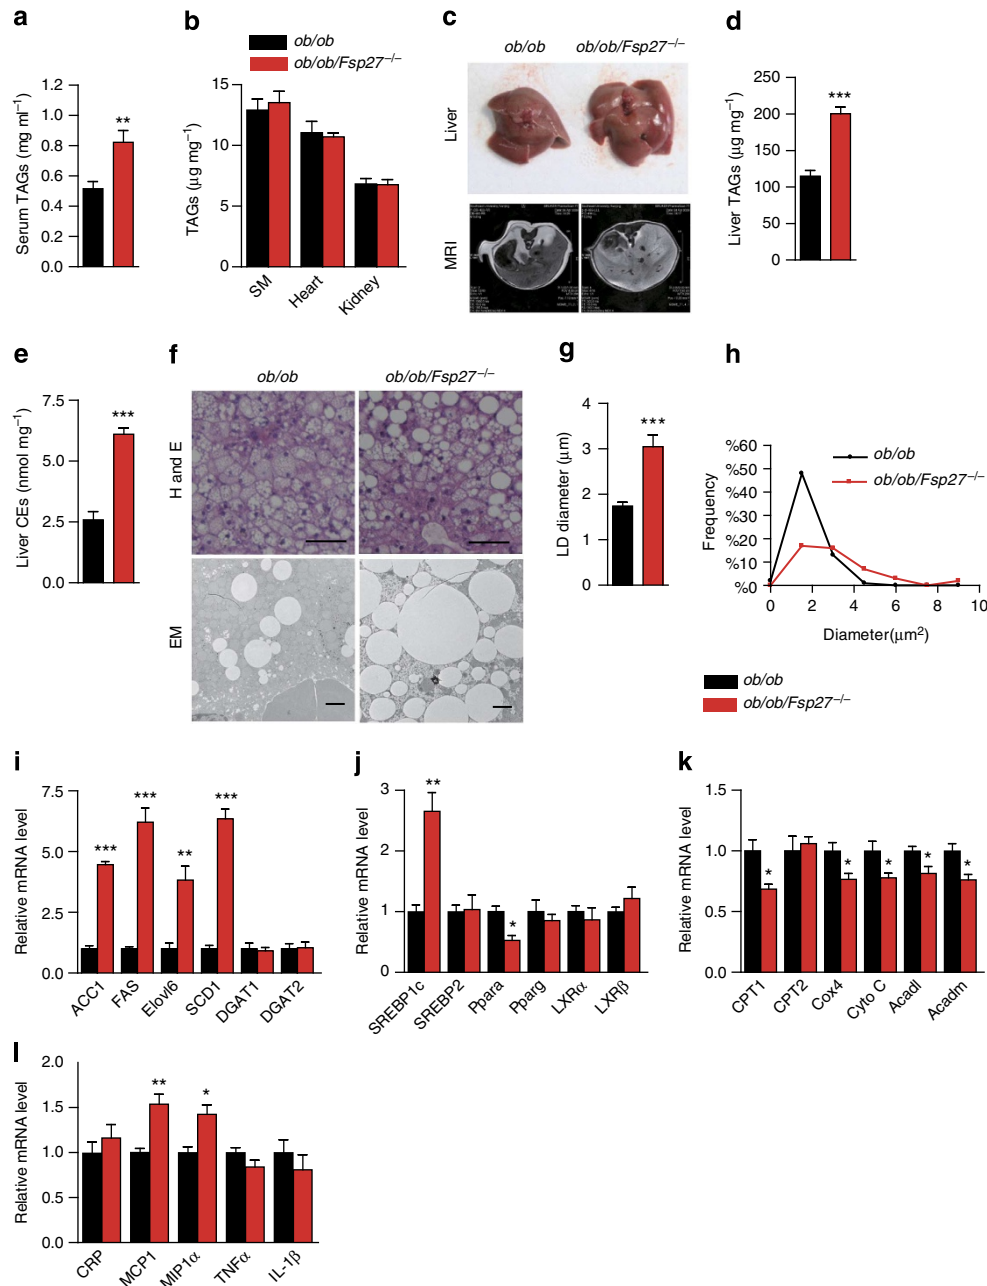 a
Serum TAGs (mg ml⁻¹)
1.2
1.0
0.8
0.6
0.4
0.2
0.0
**
b
ob/ob
ob/ob/Fsp27⁻/⁻
TAGs (μg mg⁻¹)
15
10
5
0
SM
Heart
Kidney
c
ob/ob
ob/ob/Fsp27⁻/⁻
Liver
MRI
d
Liver TAGs (μg mg⁻¹)
250
200
150
100
50
0
***
e
Liver CEs (nmol mg⁻¹)
7.5
5.0
2.5
0.0
***
f
ob/ob
ob/ob/Fsp27⁻/⁻
H and E
EM
g
LD diameter (μm)
4
3
2
1
0
***
h
Frequency
%60
%50
%40
%30
%20
%10
%0
0
2
4
6
8
10
Diameter(μm²)
ob/ob
ob/ob/Fsp27⁻/⁻
ob/ob
ob/ob/Fsp27⁻/⁻
i
Relative mRNA level
7.5
5.0
2.5
0.0
***
***
**
***
ACC1
FAS
Elovl6
SCD1
DGAT1
DGAT2
j
Relative mRNA level
3
2
1
0
**
*
SREBP1c
SREBP2
Ppara
Pparg
LXRα
LXRβ
k
Relative mRNA level
1.5
1.0
0.5
0.0
*
*
*
*
*
CPT1
CPT2
Cox4
Cyto C
Acadl
Acadm
l
Relative mRNA level
2.0
1.5
1.0
0.5
0.0
**
*
CRP
MCP1
MIP1α
TNFα
IL-1β